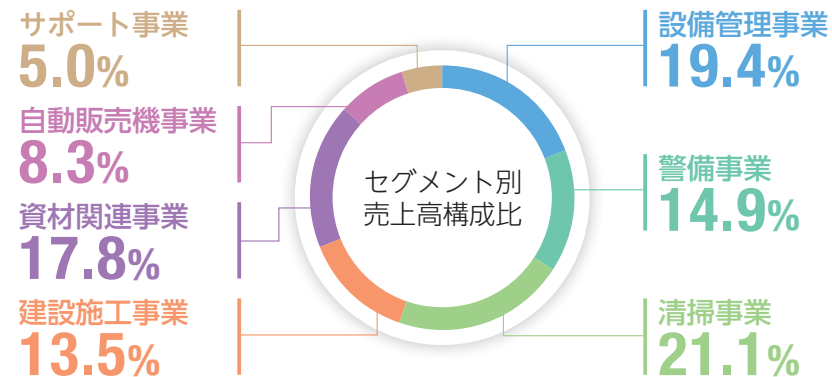 サポート事業
5.0%
自動販売機事業
8.3%
資材関連事業
17.8%
建設施工事業
13.5%
セグメント別
売上高構成比
設備管理事業
19.4%
警備事業
14.9%
清掃事業
21.1%